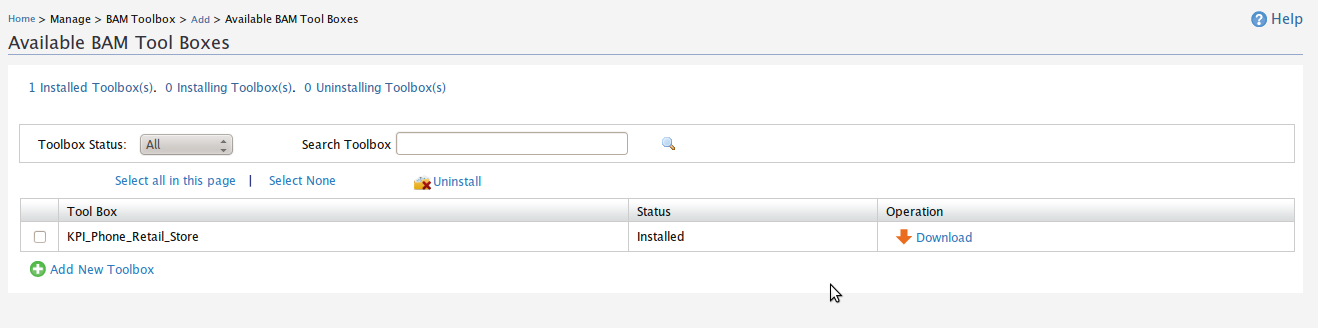 Home > Manage > BAM Toolbox > Add > Available BAM Tool Boxes
Help
Available BAM Tool Boxes
1 Installed Toolbox(s). 0 Installing Toolbox(s). 0 Uninstalling Toolbox(s)
Toolbox Status: All Search Toolbox
Select all in this page | Select None Uninstall
Tool Box Status Operation
KPI_Phone_Retail_Store Installed Download
Add New Toolbox